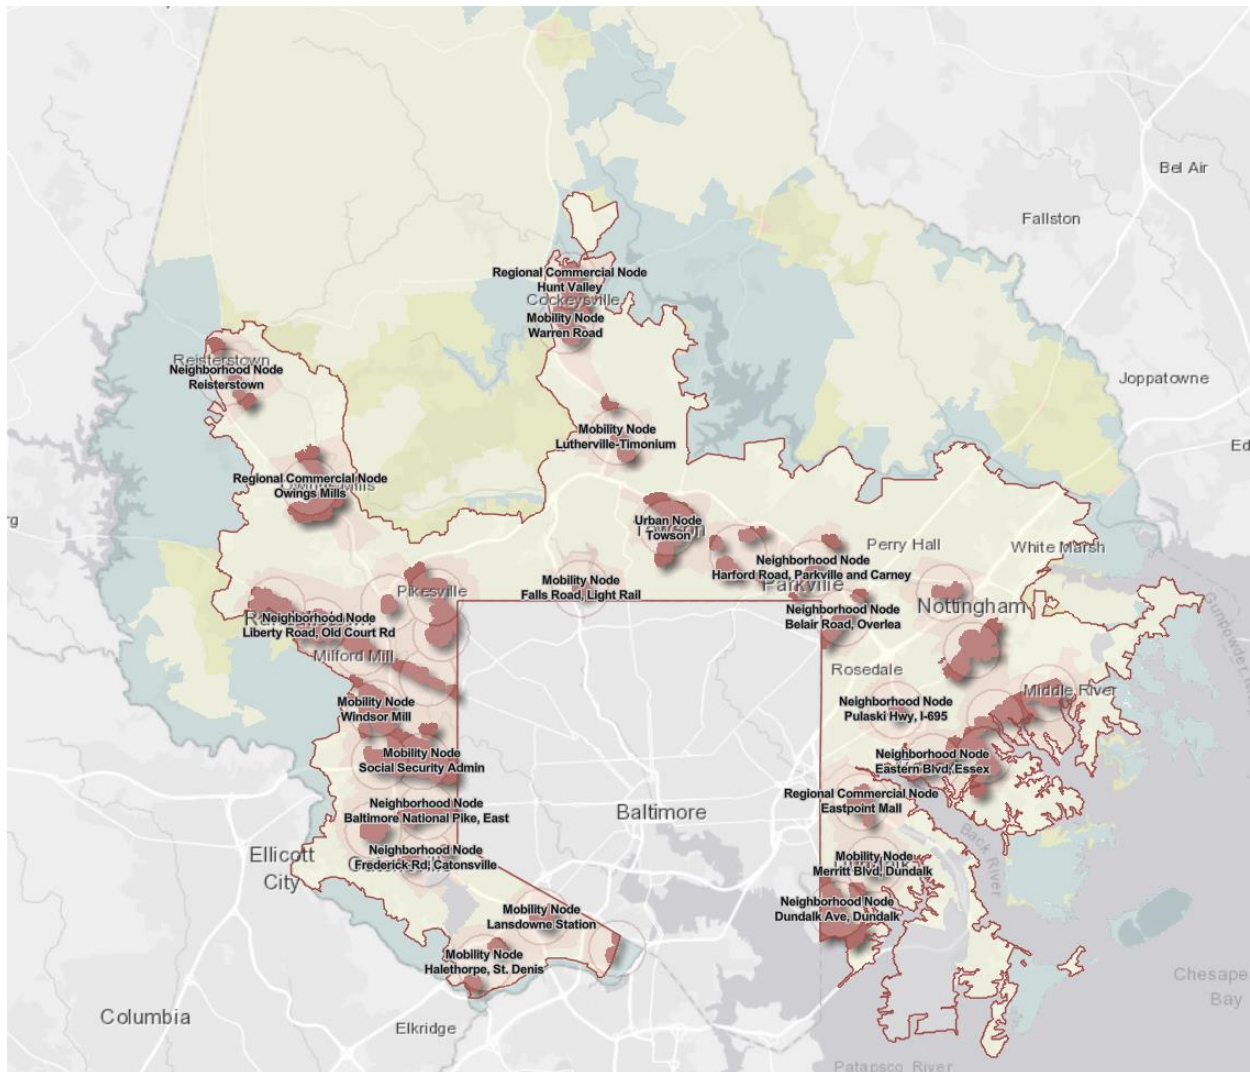 Bel Air
Fallston
Regional Commercial Node
Hunt Valley
Cockeysville
Mobility Node
Warren Road
Reisterstown
Neighborhood Node
Reisterstown
Joppatowne
Mobility Node
Lutherville-Timonium
Ed
Regional Commercial Node
Owings Mills
rg
Urban Node
Towson
Perry Hall
White Marsh
Neighborhood Node
Harford Road, Parkville and Carney
Parkville
Mobility Node
Falls Road, Light Rail
Pikesville
Nottingham
Neighborhood Node
Belair Road, Overlea
Neighborhood Node
Liberty Road, Old Court Rd
Milford Mill
Rosedale
Gunpowder
Middle River
Mobility Node
Windsor Mill
Neighborhood Node
Pulaski Hwy, I-695
Mobility Node
Social Security Admin
Neighborhood Node
Eastern Blvd, Essex
Regional Commercial Node
Eastpoint Mall
Neighborhood Node
Baltimore National Pike, East
Baltimore
Back River
Ellicott
City
Neighborhood Node
Frederick Rd, Catonsville
Mobility Node
Merritt Blvd, Dundalk
Neighborhood Node
Dundalk Ave, Dundalk
Mobility Node
Lansdowne Station
Mobility Node
Halethorpe, St. Denis
Chesape
Bay
Columbia
Elkridge
Patapsco River